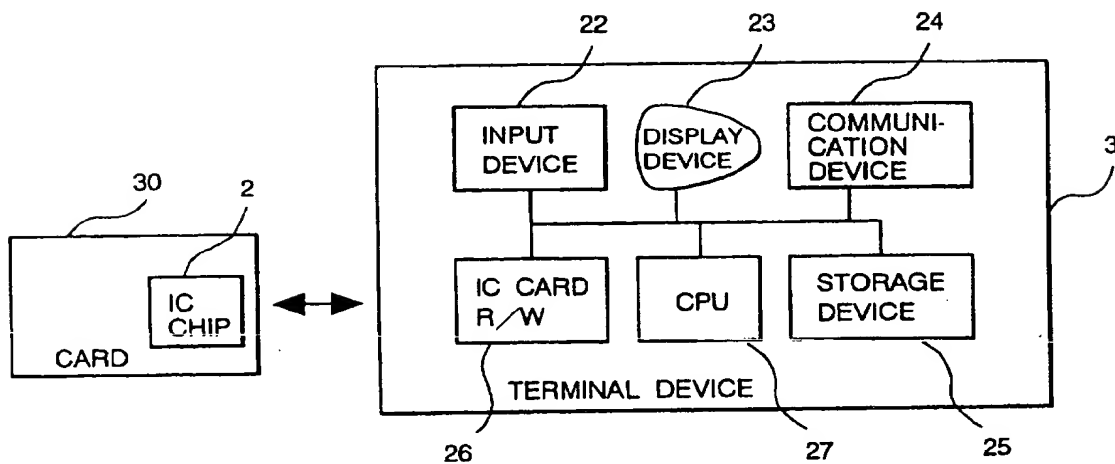 22
23
24
INPUT
DEVICE
DISPLAY
DEVICE
COMMUNI-
CATION
DEVICE
3
30
2
IC
CHIP
CARD
IC CARD
R/W
CPU
STORAGE
DEVICE
TERMINAL DEVICE
26
27
25